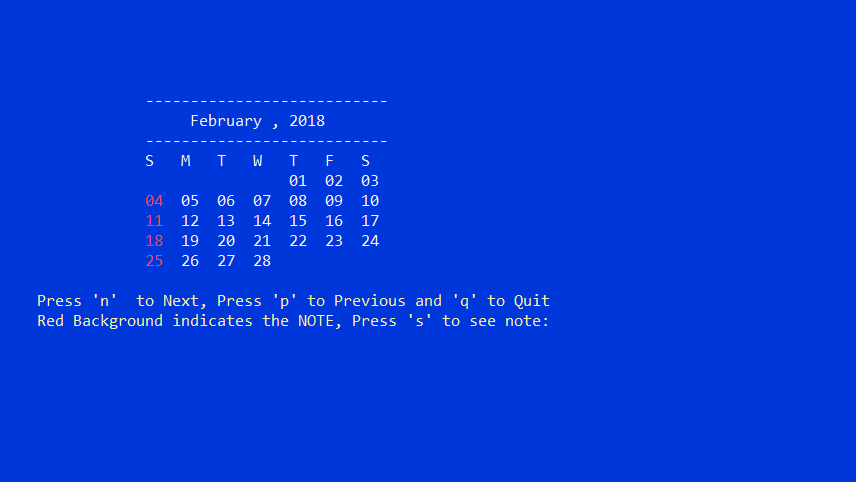 ---------------------------
February , 2018
---------------------------
S M T W T F S
01 02 03
04 05 06 07 08 09 10
11 12 13 14 15 16 17
18 19 20 21 22 23 24
25 26 27 28
Press 'n'  to Next, Press 'p' to Previous and 'q' to Quit
Red Background indicates the NOTE, Press 's' to see note: